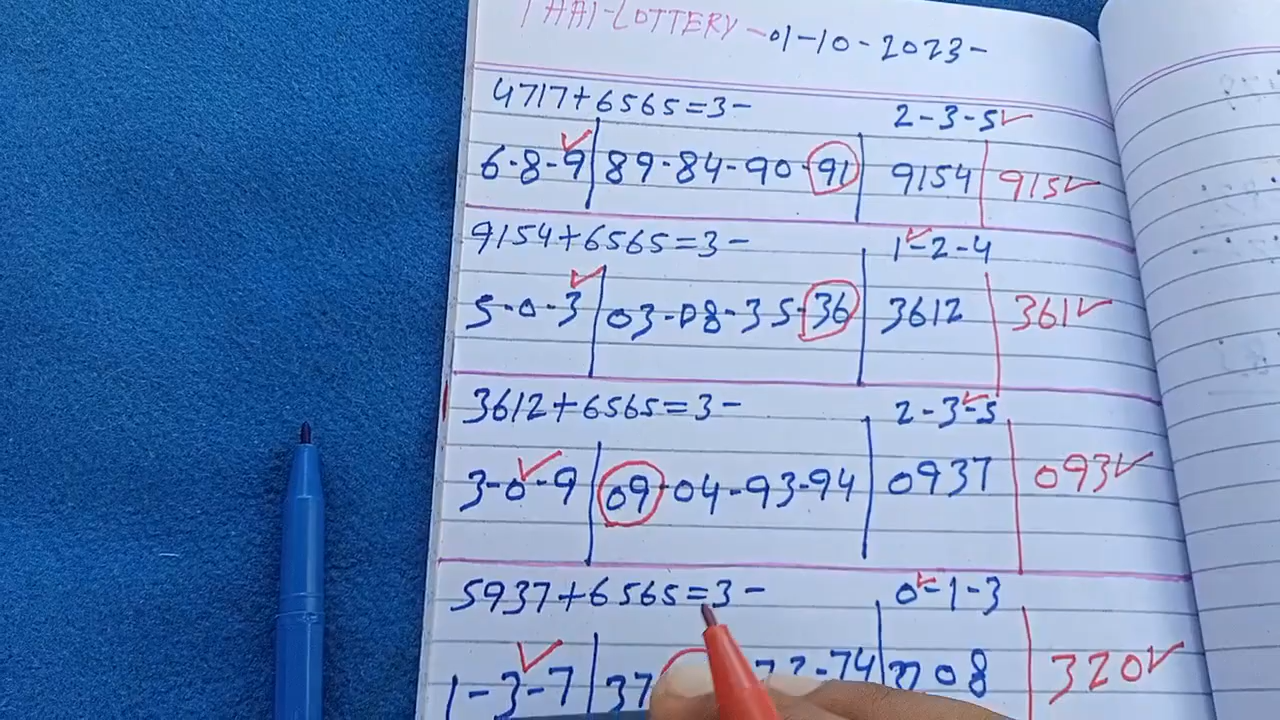 THAI-LOTTERY - 01-10-2023-
4717+6565=3- 2-3-5✓
6-8-9✓ 89-84-90-91 9154 915✓
9154+6565=3- 1✓-2-4
5-0-3✓ 03-08-35-36 3612 361✓
3612+6565=3- 2-3✓-5
3-0✓-9 09-04-93-94 0937 093✓
5937+6565=3- 0✓-1-3
1-3✓-7 37 -74 08 320✓